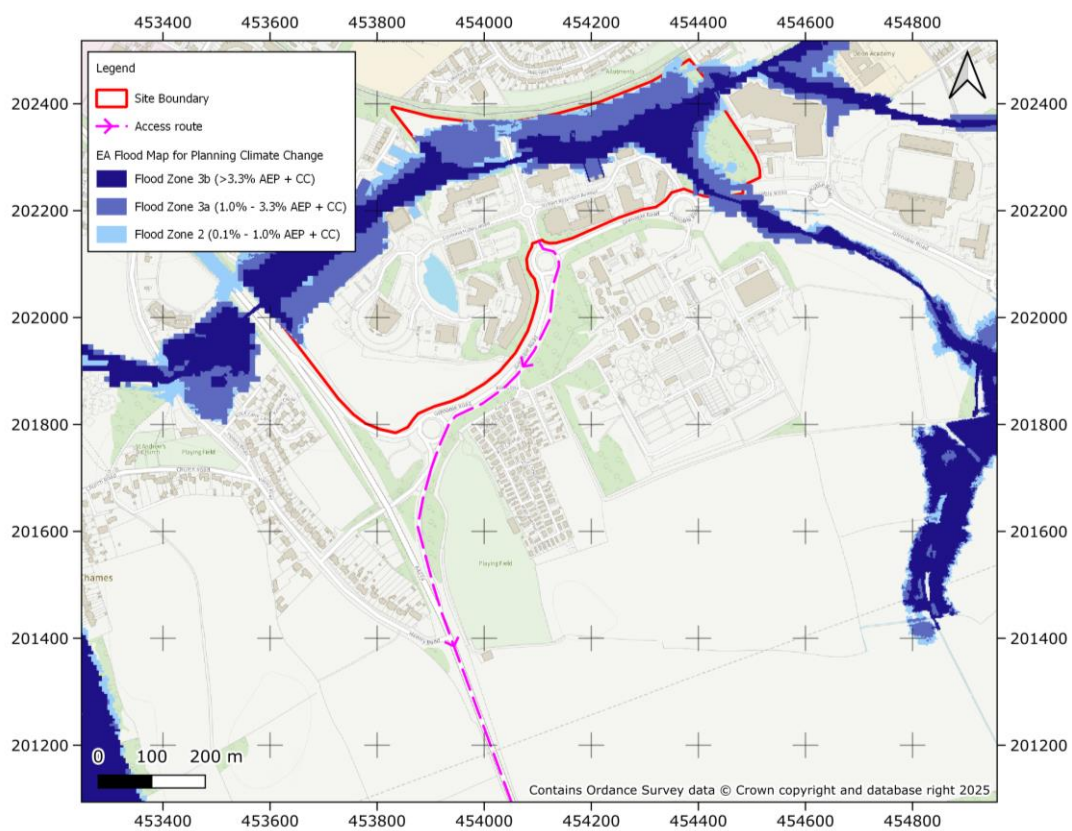 453400 453600 453800 454000 454200 454400 454600 454800
Legend
Site Boundary
Access route
EA Flood Map for Planning Climate Change
Flood Zone 3b (>3.3% AEP + CC)
Flood Zone 3a (1.0% - 3.3% AEP + CC)
Flood Zone 2 (0.1% - 1.0% AEP + CC)
202400 202400
202200 202200
202000 202000
201800 201800
Playing Field
201600 201600
Playing Field
hames
201400 201400
201200 201200
0 100 200 m
Contains Ordance Survey data © Crown copyright and database right 2025
453400 453600 453800 454000 454200 454400 454600 454800